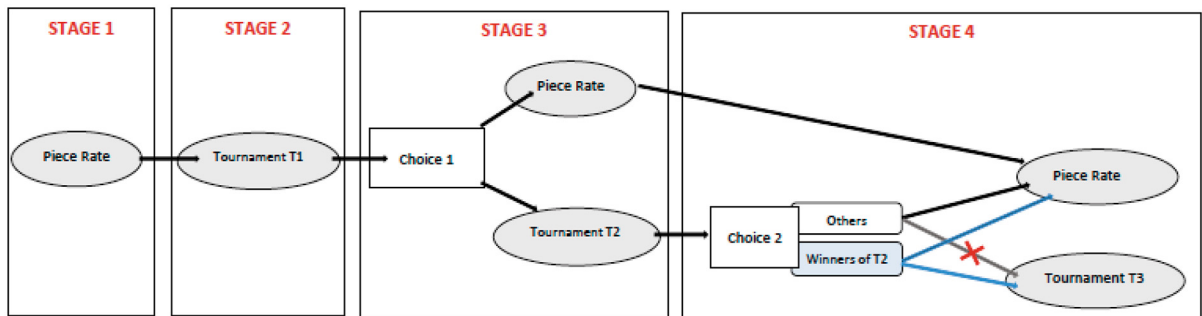 STAGE 1
STAGE 2
STAGE 3
STAGE 4
Piece Rate
Tournament T1
Choice 1
Piece Rate
Tournament T2
Choice 2
Others
Winners of T2
Piece Rate
Tournament T3